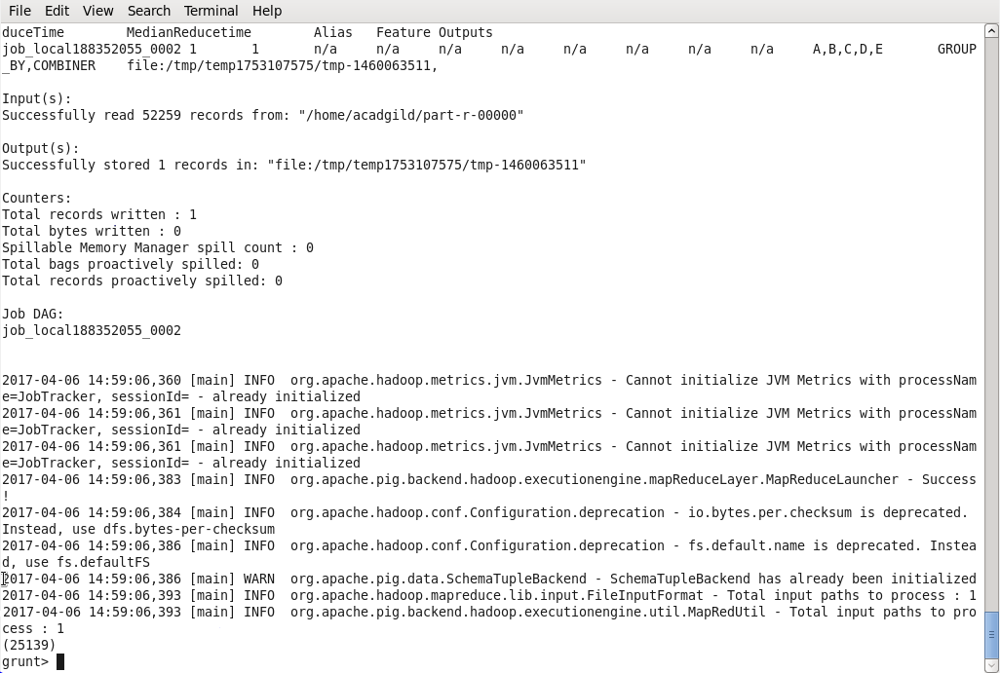 File Edit View Search Terminal Help
duceTime MedianReducetime Alias Feature Outputs
job_local188352055_0002 1 1 n/a n/a n/a n/a n/a n/a n/a n/a A,B,C,D,E GROUP
_BY,COMBINER file:/tmp/temp1753107575/tmp-1460063511,
Input(s):
Successfully read 52259 records from: "/home/acadgild/part-r-00000"
Output(s):
Successfully stored 1 records in: "file:/tmp/temp1753107575/tmp-1460063511"
Counters:
Total records written : 1
Total bytes written : 0
Spillable Memory Manager spill count : 0
Total bags proactively spilled: 0
Total records proactively spilled: 0
Job DAG:
job_local188352055_0002
2017-04-06 14:59:06,360 [main] INFO org.apache.hadoop.metrics.jvm.JvmMetrics - Cannot initialize JVM Metrics with processNam
e=JobTracker, sessionId= - already initialized
2017-04-06 14:59:06,361 [main] INFO org.apache.hadoop.metrics.jvm.JvmMetrics - Cannot initialize JVM Metrics with processNam
e=JobTracker, sessionId= - already initialized
2017-04-06 14:59:06,361 [main] INFO org.apache.hadoop.metrics.jvm.JvmMetrics - Cannot initialize JVM Metrics with processNam
e=JobTracker, sessionId= - already initialized
2017-04-06 14:59:06,383 [main] INFO org.apache.pig.backend.hadoop.executionengine.mapReduceLayer.MapReduceLauncher - Success
!
2017-04-06 14:59:06,384 [main] INFO org.apache.hadoop.conf.Configuration.deprecation - io.bytes.per.checksum is deprecated.
Instead, use dfs.bytes-per-checksum
2017-04-06 14:59:06,386 [main] INFO org.apache.hadoop.conf.Configuration.deprecation - fs.default.name is deprecated. Instea
d, use fs.defaultFS
2017-04-06 14:59:06,386 [main] WARN org.apache.pig.data.SchemaTupleBackend - SchemaTupleBackend has already been initialized
2017-04-06 14:59:06,393 [main] INFO org.apache.hadoop.mapreduce.lib.input.FileInputFormat - Total input paths to process : 1
2017-04-06 14:59:06,393 [main] INFO org.apache.pig.backend.hadoop.executionengine.util.MapRedUtil - Total input paths to pro
cess : 1
(25139)
grunt>